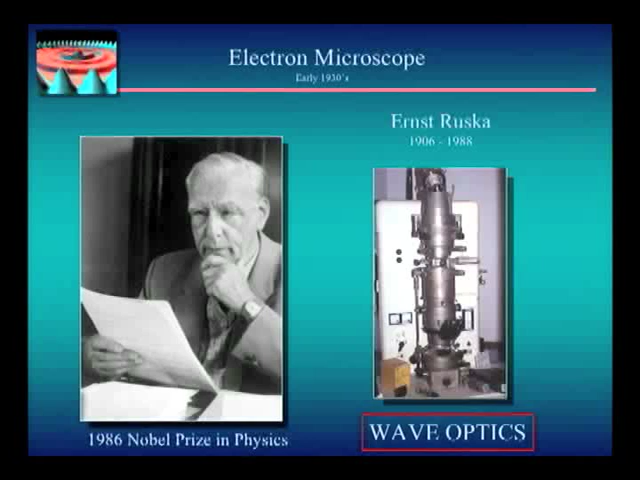 Electron Microscope
Early 1930's
Ernst Ruska
1906 - 1988
1986 Nobel Prize in Physics
WAVE OPTICS